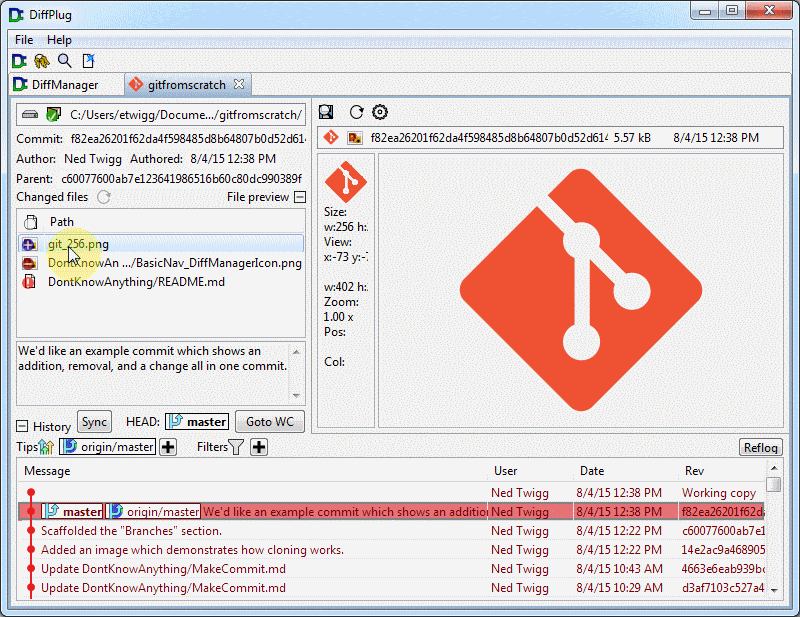 DiffPlug
File Help
DiffManager gitfromscratch
C:/Users/etwigg/Docume.../gitfromscratch/
Commit: f82ea26201f62da4f598485d8b64807b0d52d614
Author: Ned Twigg Authored: 8/4/15 12:38 PM
Parent: c60077600ab7e123641986516b60c80dc990389f
Changed files File preview
Path
git_256.png
DontKnowAn .../BasicNav_DiffManagerIcon.png
DontKnowAnything/README.md
We'd like an example commit which shows an
addition, removal, and a change all in one commit.
f82ea26201f62da4f598485d8b64807b0d52d614 5.57 kB 8/4/15 12:38 PM
Size:
w:256 h:
View:
x:-73 y:-7
w:402 h:
Zoom:
1.00 x
Pos:
Col:
History Sync HEAD: master Goto WC
Tips origin/master Filters Reflog
Message User Date Rev
Ned Twigg 8/4/15 12:38 PM Working copy
master origin/master We'd like an example commit which shows an addition Ned Twigg 8/4/15 12:38 PM f82ea26201f62da
Scaffolded the "Branches" section. Ned Twigg 8/4/15 12:22 PM c60077600ab7e1
Added an image which demonstrates how cloning works. Ned Twigg 8/4/15 12:22 PM 14e2ac9a468905
Update DontKnowAnything/MakeCommit.md Ned Twigg 8/4/15 10:43 AM 4663e6eab939bc
Update DontKnowAnything/MakeCommit.md Ned Twigg 8/4/15 10:29 AM d3af7103c527a4